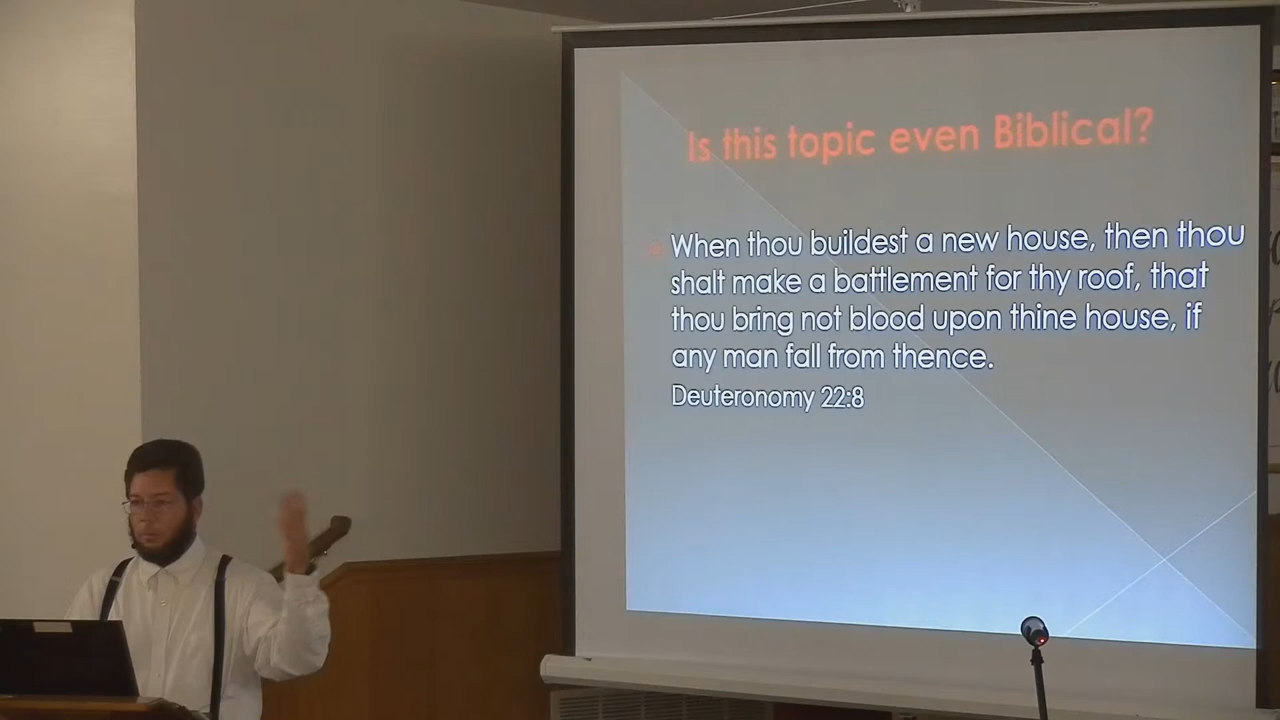 Is this topic even Biblical?
When thou buildest a new house, then thou
shalt make a battlement for thy roof, that
thou bring not blood upon thine house, if
any man fall from thence.
Deuteronomy 22:8